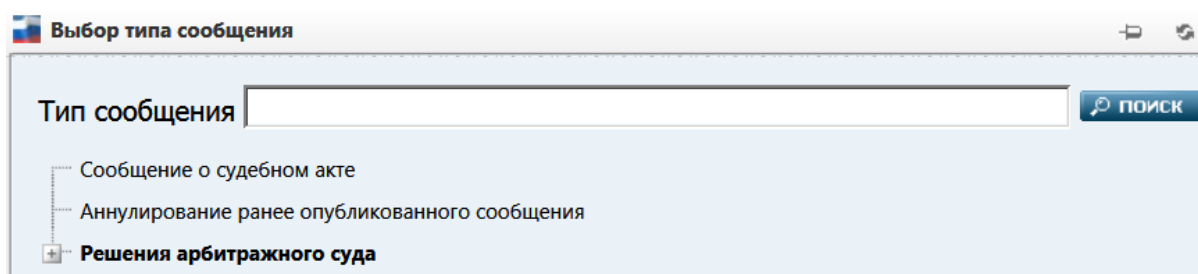 Выбор типа сообщения
Тип сообщения ПОИСК
Сообщение о судебном акте
Аннулирование ранее опубликованного сообщения
Решения арбитражного суда